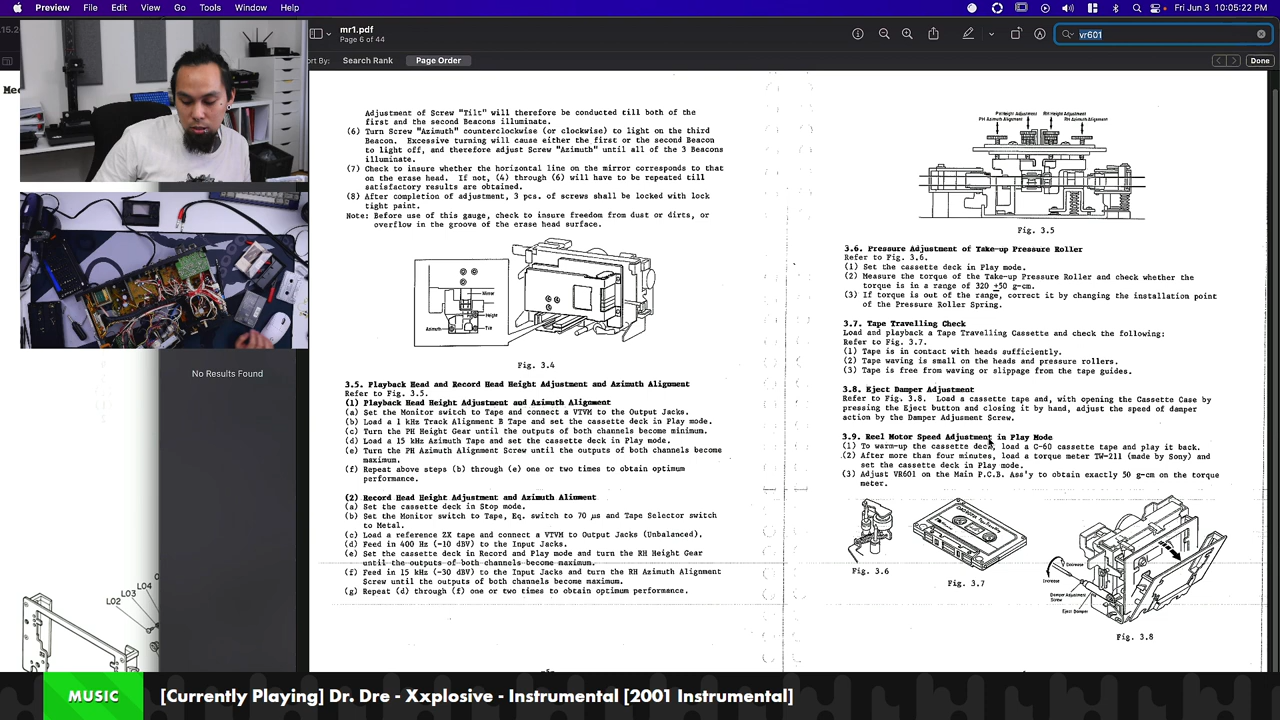 Preview File Edit View Go Tools Window Help
Fri Jun 3 10:05:22 PM
mr1.pdf
Page 6 of 44
vr601
Search Rank
Page Order
Done
Adjustment of Screw "Tilt" will therefore be conducted till both of the
first and the second Beacons illuminate.
(6) Turn Screw "Azimuth" counterclockwise (or clockwise) to light on the third
Beacon. Excessive turning will cause either the first or the second Beacon
to light off, and therefore adjust Screw "Azimuth" until all of the 3 Beacons
illuminate.
(7) Check to insure whether the horizontal line on the mirror corresponds to that
on the erase head. If not, (4) through (6) will have to be repeated till
satisfactory results are obtained.
(8) After completion of adjustment, 3 pcs. of screws shall be locked with lock
tight paint.
Note: Before use of this gauge, check to insure freedom from dust or dirts, or
overflow in the groove of the erase head surface.
Mirror
Height
Azimuth
Tilt
Fig. 3.4
3.5. Playback Head and Record Head Height Adjustment and Azimuth Alignment
Refer to Fig. 3.5.
(1) Playback Head Height Adjustment and Azimuth Alignment
(a) Set the Monitor switch to Tape and connect a VTVM to the Output Jacks.
(b) Load a 1 kHz Track Alignment B Tape and set the cassette deck in Play mode.
(c) Turn the PH Height Gear until the outputs of both channels become minimum.
(d) Load a 15 kHz Azimuth Tape and set the cassette deck in Play mode.
(e) Turn the PH Azimuth Alignment Screw until the outputs of both channels become
maximum.
(f) Repeat above steps (b) through (e) one or two times to obtain optimum
performance.
(2) Record Head Height Adjustment and Azimuth Alinment
(a) Set the cassette deck in Stop mode.
(b) Set the Monitor switch to Tape, Eq. switch to 70 μs and Tape Selector switch
to Metal.
(c) Load a reference ZX tape and connect a VTVM to Output Jacks (Unbalanced).
(d) Feed in 400 Hz (-10 dBV) to the Input Jacks.
(e) Set the cassette deck in Record and Play mode and turn the RH Height Gear
until the outputs of both channels become maximum.
(f) Feed in 15 kHz (-30 dBV) to the Input Jacks and turn the RH Azimuth Alignment
Screw until the outputs of both channels become maximum.
(g) Repeat (d) through (f) one or two times to obtain optimum performance.
PH Height Adjustment
RH Height Adjustment
PH Azimuth Alignment
RH Azimuth Alignment
Fig. 3.5
3.6. Pressure Adjustment of Take-up Pressure Roller
Refer to Fig. 3.6.
(1) Set the cassette deck in Play mode.
(2) Measure the torque of the Take-up Pressure Roller and check whether the
torque is in a range of 320 ±50 g-cm.
(3) If torque is out of the range, correct it by changing the installation point
of the Pressure Roller Spring.
3.7. Tape Travelling Check
Load and playback a Tape Travelling Cassette and check the following:
Refer to Fig. 3.7.
(1) Tape is in contact with heads sufficiently.
(2) Tape waving is small on the heads and pressure rollers.
(3) Tape is free from waving or slippage from the tape guides.
3.8. Eject Damper Adjustment
Refer to Fig. 3.8. Load a cassette tape and, with opening the Cassette Case by
pressing the Eject button and closing it by hand, adjust the speed of damper
action by the Damper Adjustment Screw.
3.9. Reel Motor Speed Adjustment in Play Mode
(1) To warm-up the cassette deck, load a C-60 cassette tape and play it back.
(2) After more than four minutes, load a torque meter TW-211 (made by Sony) and
set the cassette deck in Play mode.
(3) Adjust VR601 on the Main P.C.B. Ass'y to obtain exactly 50 g-cm on the torque
meter.
Fig. 3.6
Fig. 3.7
Decrease
Increase
Damper Adjustment
Screw
Eject Damper
Fig. 3.8
No Results Found
L04
L03
L02
MUSIC
[Currently Playing] Dr. Dre - Xxplosive - Instrumental [2001 Instrumental]